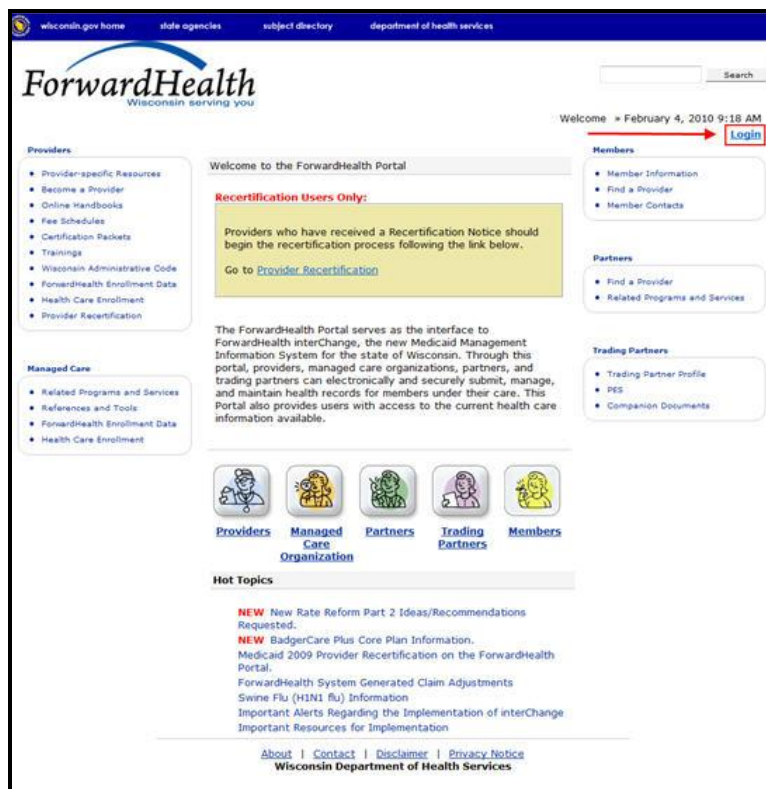 wisconsin.gov home state agencies subject directory department of health services
ForwardHealth
Wisconsin serving you
Search
Welcome » February 4, 2010 9:18 AM
Login
Providers
• Provider-specific Resources
• Become a Provider
• Online Handbooks
• Fee Schedules
• Certification Packets
• Trainings
• Wisconsin Administrative Code
• ForwardHealth Enrollment Data
• Health Care Enrollment
• Provider Recertification
Managed Care
• Related Programs and Services
• References and Tools
• ForwardHealth Enrollment Data
• Health Care Enrollment
Welcome to the ForwardHealth Portal
Recertification Users Only:
Providers who have received a Recertification Notice should
begin the recertification process following the link below.
Go to Provider Recertification
The ForwardHealth Portal serves as the interface to
ForwardHealth interChange, the new Medicaid Management
Information System for the state of Wisconsin. Through this
portal, providers, managed care organizations, partners, and
trading partners can electronically and securely submit, manage,
and maintain health records for members under their care. This
Portal also provides users with access to the current health care
information available.
Providers Managed Partners Trading Members
Care Partners
Organization
Hot Topics
NEW New Rate Reform Part 2 Ideas/Recommendations
Requested.
NEW BadgerCare Plus Core Plan Information.
Medicaid 2009 Provider Recertification on the ForwardHealth
Portal.
ForwardHealth System Generated Claim Adjustments
Swine Flu (H1N1 flu) Information
Important Alerts Regarding the Implementation of interChange
Important Resources for Implementation
Members
• Member Information
• Find a Provider
• Member Contacts
Partners
• Find a Provider
• Related Programs and Services
Trading Partners
• Trading Partner Profile
• PES
• Companion Documents
About | Contact | Disclaimer | Privacy Notice
Wisconsin Department of Health Services